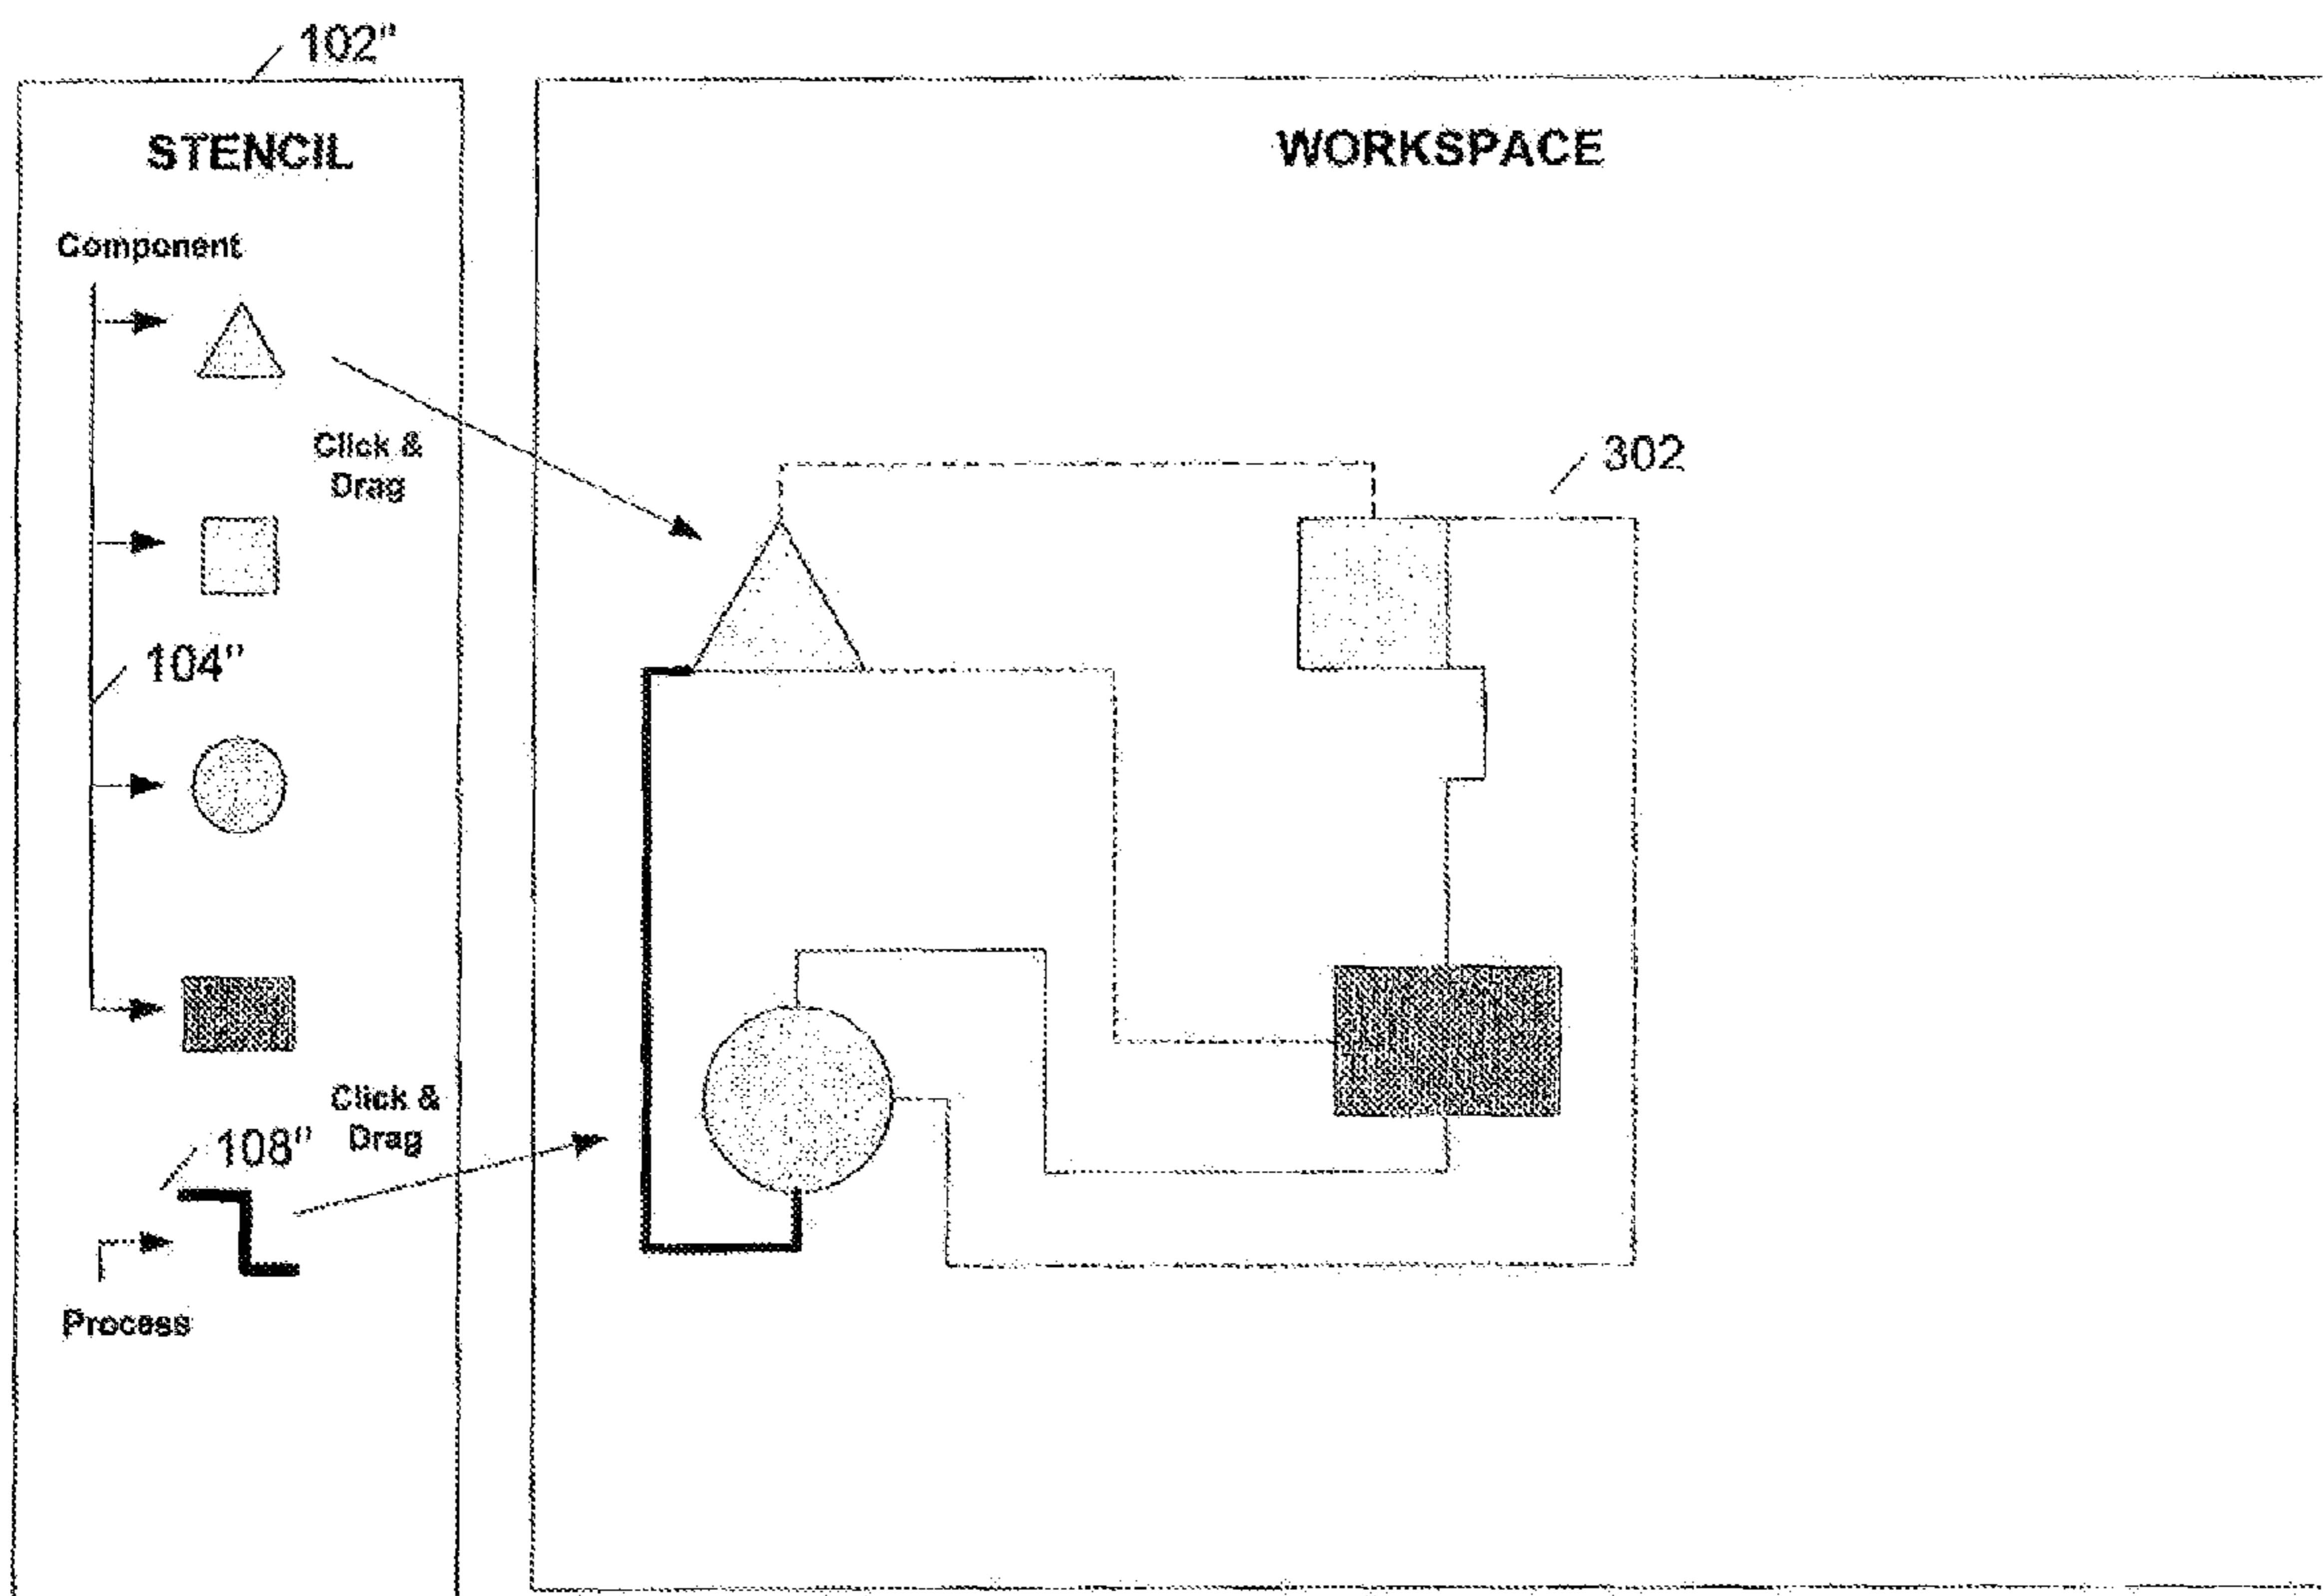 102"
STENCIL
WORKSPACE
Component
Click &
Drag
302
104"
Click &
Drag
108"
Process